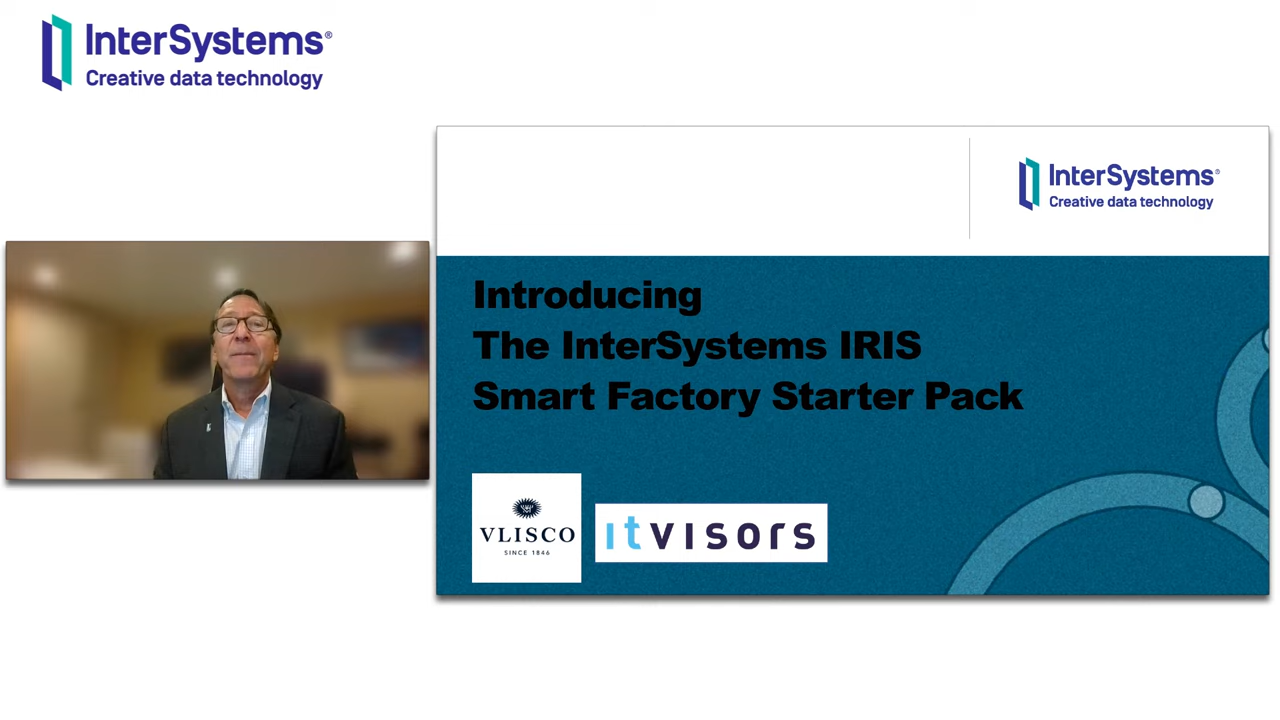 InterSystems®
Creative data technology
InterSystems®
Creative data technology
Introducing
The InterSystems IRIS
Smart Factory Starter Pack
VLISCO
SINCE 1846
itvisors